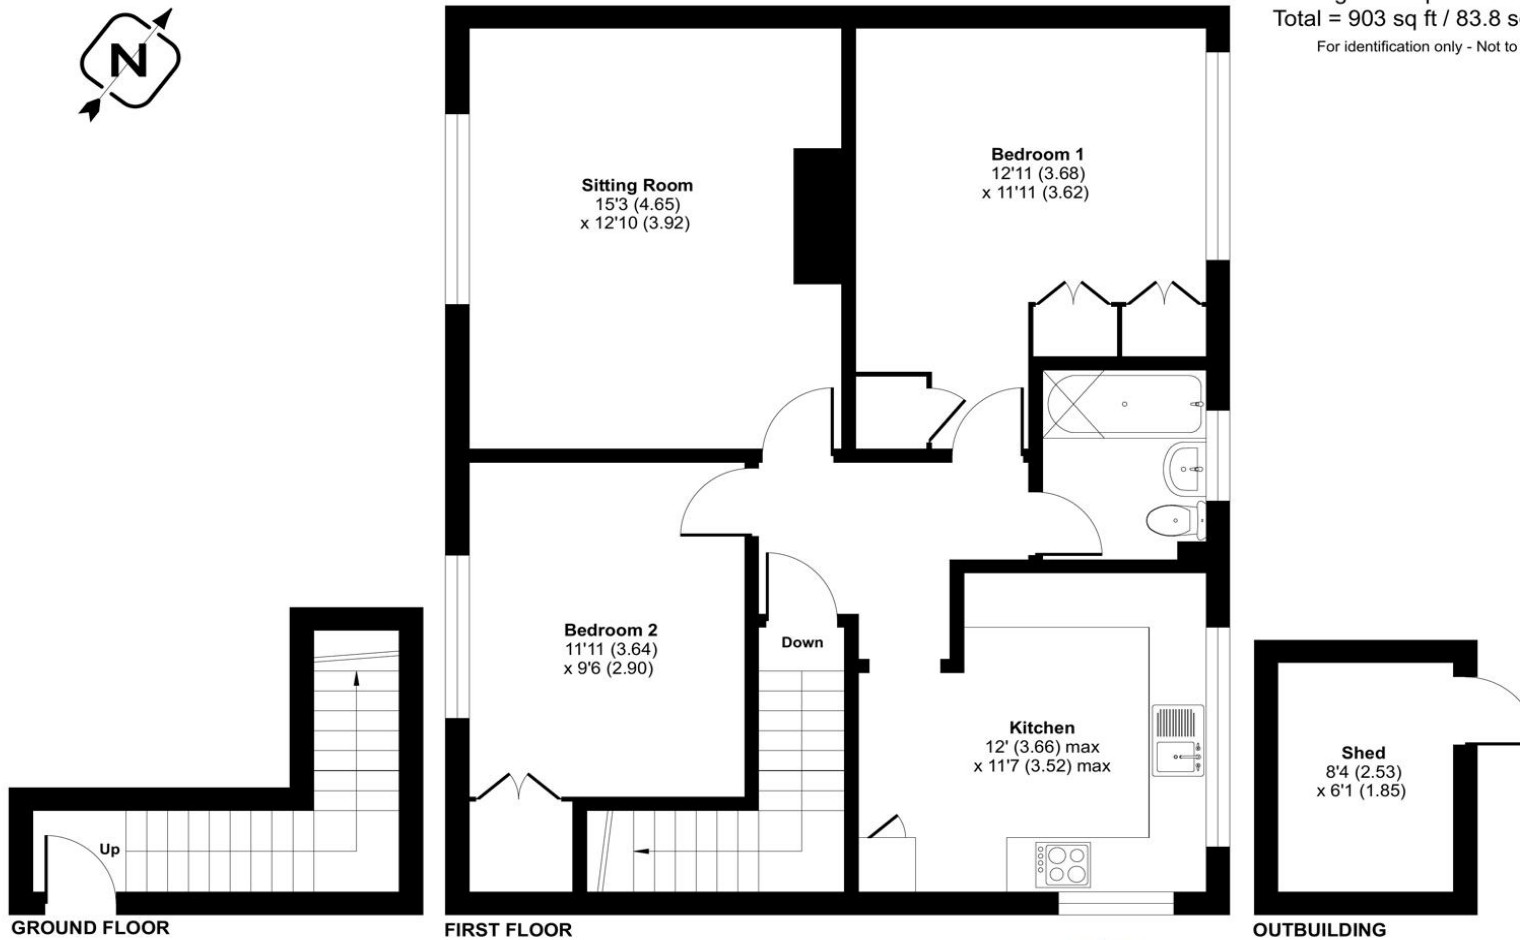 N
Total = 903 sq ft / 83.8
For identification only - Not to
Sitting Room
15'3 (4.65)
x 12'10 (3.92)
Bedroom 1
12'11 (3.68)
x 11'11 (3.62)
Bedroom 2
11'11 (3.64)
x 9'6 (2.90)
Down
Kitchen
12' (3.66) max
x 11'7 (3.52) max
Shed
8'4 (2.53)
x 6'1 (1.85)
Up
GROUND FLOOR
FIRST FLOOR
OUTBUILDING